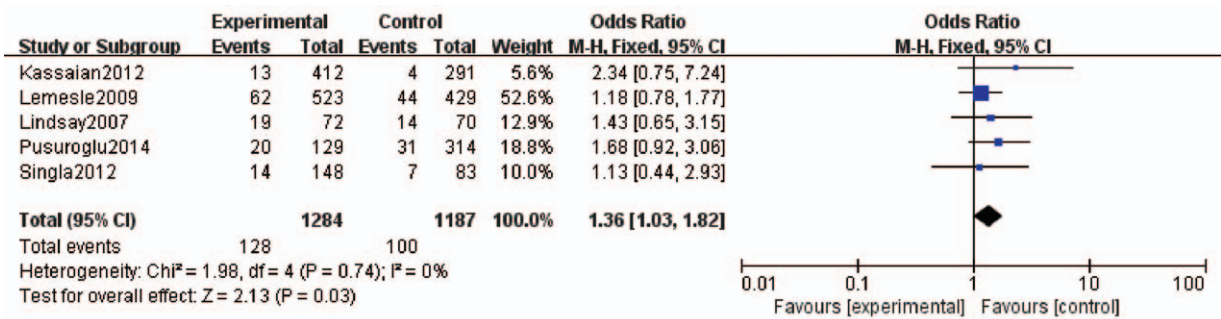 Experimental Control Odds Ratio Odds Ratio
Study or Subgroup Events Total Events Total Weight M-H, Fixed, 95% CI M-H, Fixed, 95% CI
Kassaian2012 13 412 4 291 5.6% 2.34 [0.75, 7.24]
Lemesle2009 62 523 44 429 52.6% 1.18 [0.78, 1.77]
Lindsay2007 19 72 14 70 12.9% 1.43 [0.65, 3.15]
Pusuroglu2014 20 129 31 314 18.8% 1.68 [0.92, 3.06]
Singla2012 14 148 7 83 10.0% 1.13 [0.44, 2.93]
Total (95% CI) 1284 1187 100.0% 1.36 [1.03, 1.82]
Total events 128 100
Heterogeneity: Chi² = 1.98, df = 4 (P = 0.74); I² = 0%
Test for overall effect: Z = 2.13 (P = 0.03)
0.01 0.1 1 10 100
Favours [experimental] Favours [control]